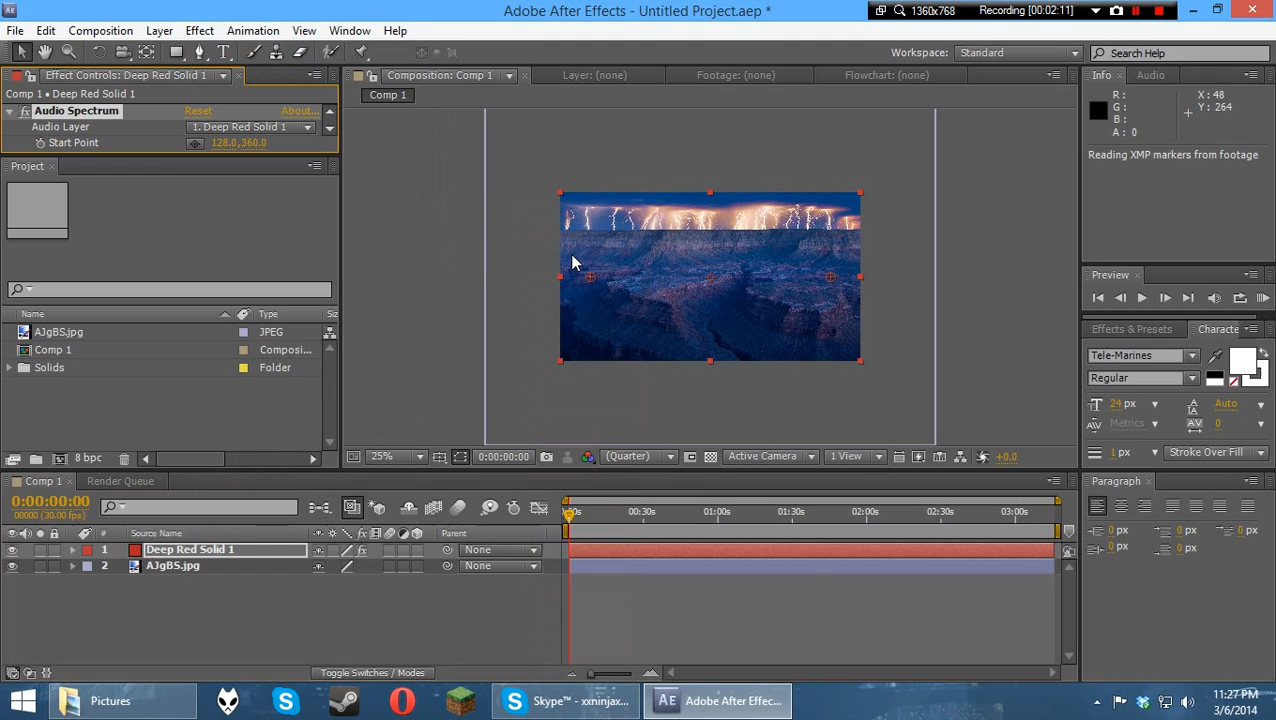 Adobe After Effects - Untitled Project.aep *
1360x768
Recording [00:02:11]
File Edit Composition Layer Effect Animation View Window Help
Workspace: Standard
Search Help
Effect Controls: Deep Red Solid 1
Comp 1 • Deep Red Solid 1
Audio Spectrum Reset About...
Audio Layer 1. Deep Red Solid 1
Start Point 128.0,360.0
Project
Name Type Siz
AJgBS.jpg JPEG
Comp 1 Composi...
Solids Folder
8 bpc
Composition: Comp 1
Layer: (none)
Footage: (none)
Flowchart: (none)
Comp 1
25% 0:00:00:00 (Quarter) Active Camera 1 View +0.0
Info Audio
R:
G:
B:
A: 0
X: 48
Y: 264
Reading XMP markers from footage
Preview
Effects & Presets
Characte
Tele-Marines
Regular
24 px Auto
Metrics 0
1 px Stroke Over Fill
Paragraph
0 px 0 px 0 px
0 px 0 px
Comp 1 Render Queue
0:00:00:00
00000 (30.00 fps)
# Source Name Parent
1 Deep Red Solid 1 None
2 AJgBS.jpg None
00:30s 01:00s 01:30s 02:00s 02:30s 03:00s
Toggle Switches / Modes
Pictures
Skype™ - xxninjax...
Adobe After Effec...
11:27 PM
3/6/2014